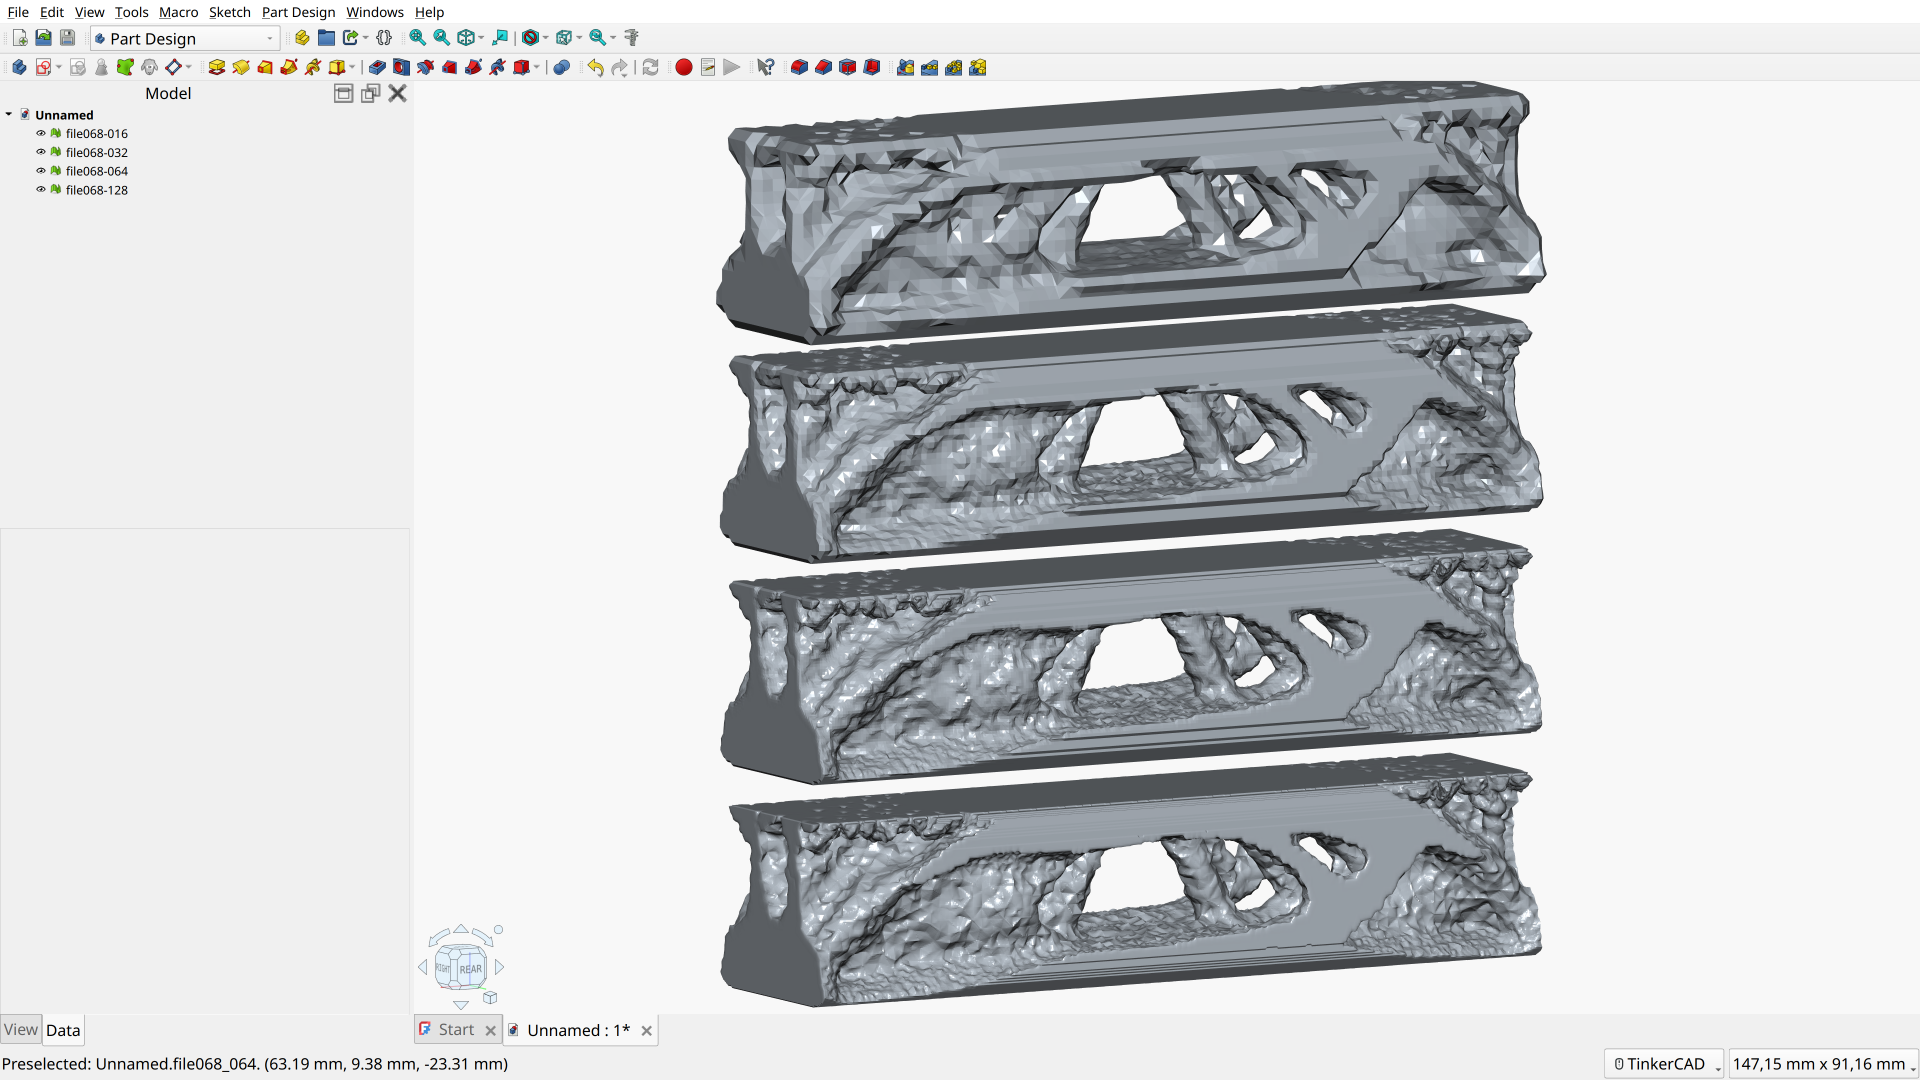 File Edit View Tools Macro Sketch Part Design Windows Help
Part Design
Model
Unnamed
file068-016
file068-032
file068-064
file068-128
RIGHT REAR
View Data
Start Unnamed : 1*
Preselected: Unnamed.file068_064. (63.19 mm, 9.38 mm, -23.31 mm)
TinkerCAD 147,15 mm x 91,16 mm